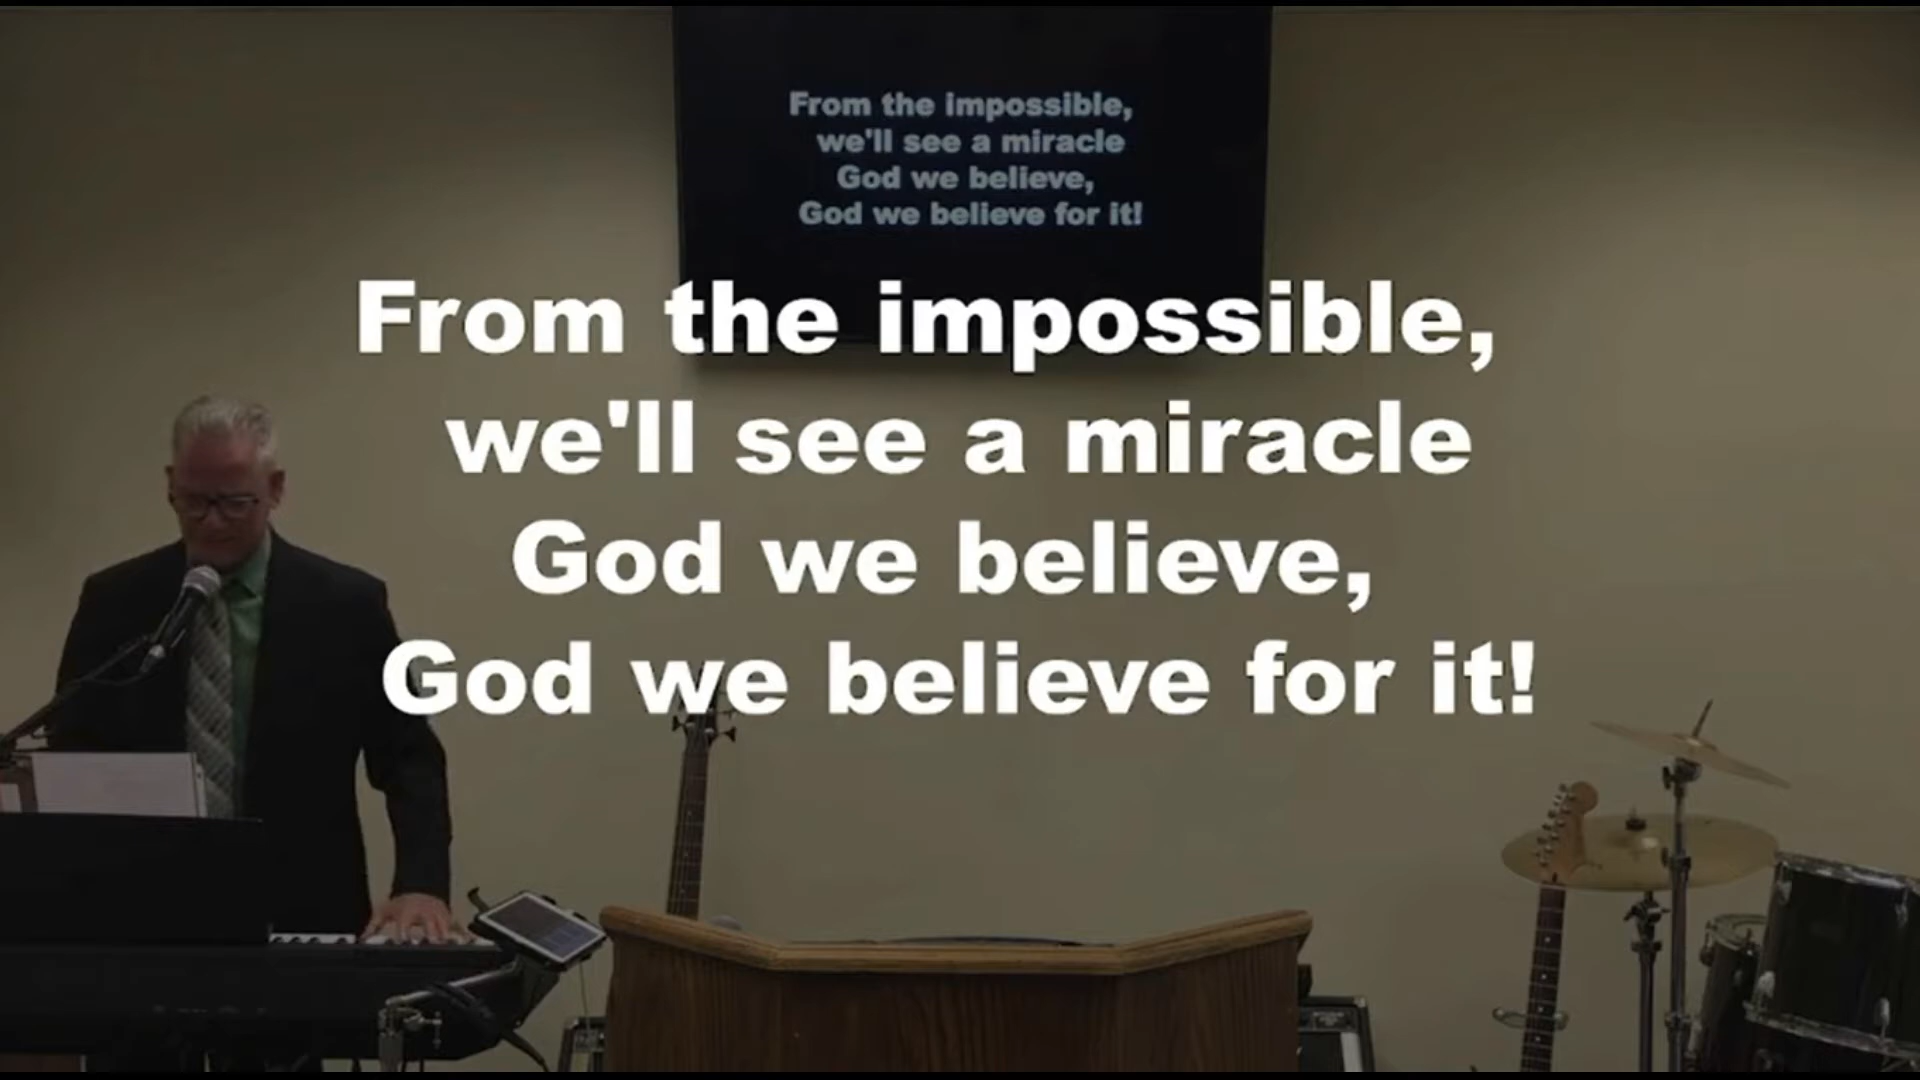 From the impossible,
we'll see a miracle
God we believe,
God we believe for it!
From the impossible,
we'll see a miracle
God we believe,
God we believe for it!